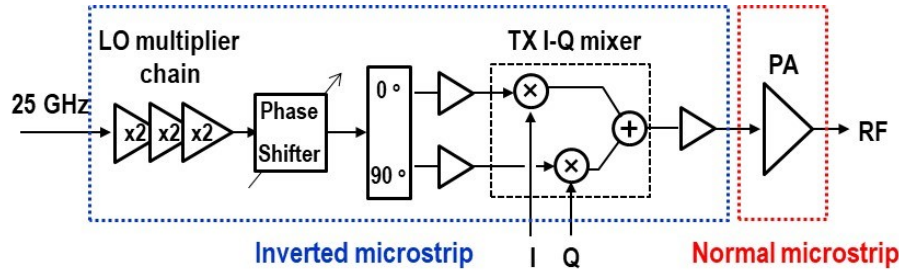 LO multiplier
chain
TX I-Q mixer
PA
25 GHz
x2 x2 x2
Phase
Shifter
0 °
90 °
RF
Inverted microstrip
I Q
Normal microstrip